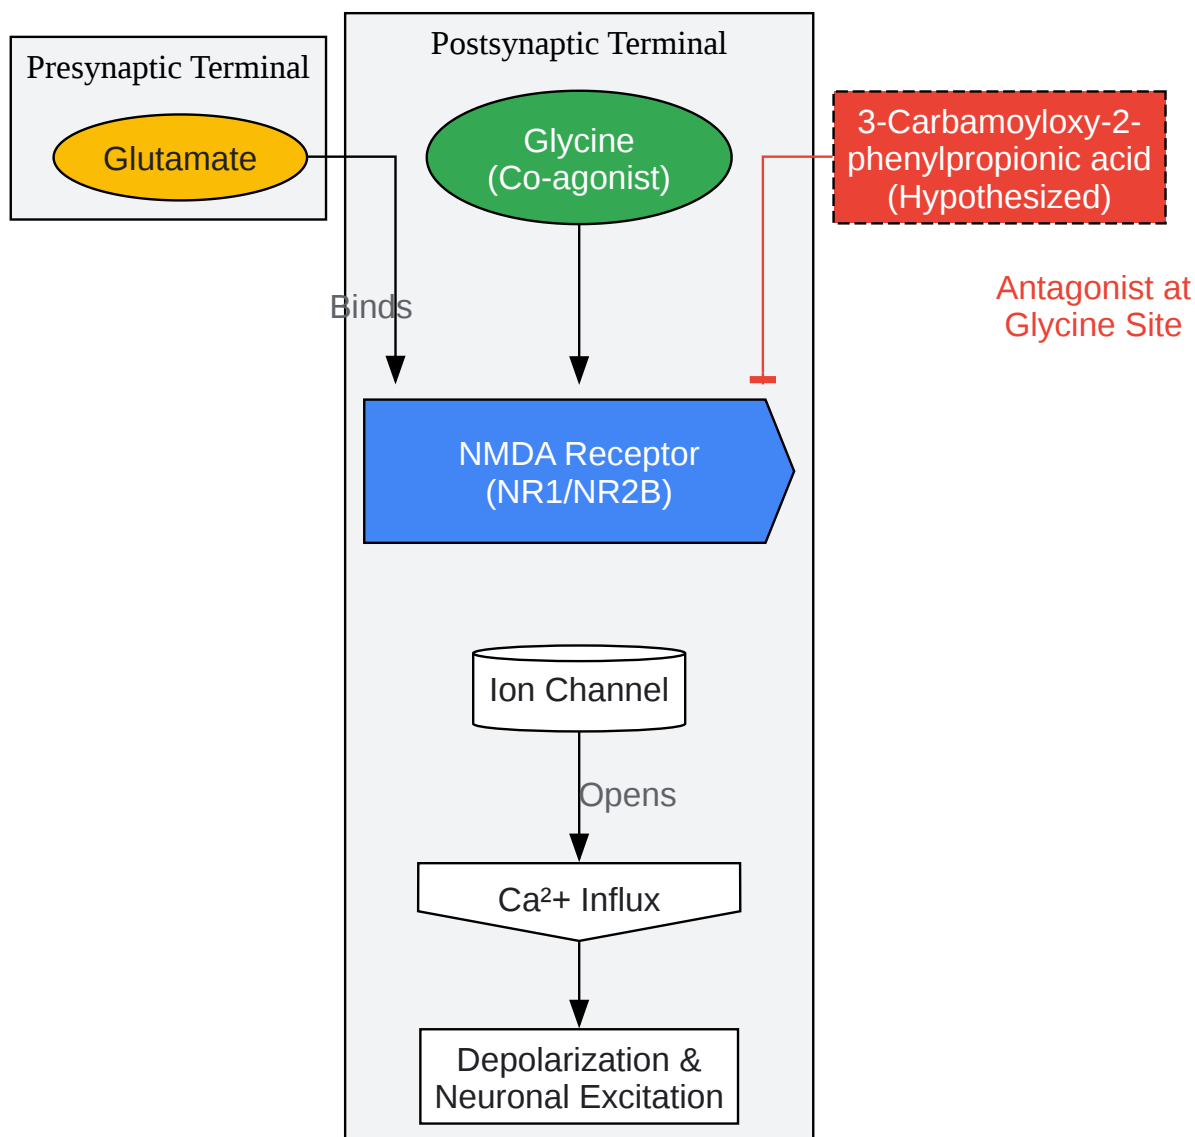 Postsynaptic Terminal
Presynaptic Terminal
Glutamate
Glycine
(Co-agonist)
3-Carbamoyloxy-2-
phenylpropionic acid
(Hypothesized)
Binds
Antagonist at
Glycine Site
NMDA Receptor
(NR1/NR2B)
Ion Channel
Opens
Ca²+ Influx
Depolarization &
Neuronal Excitation